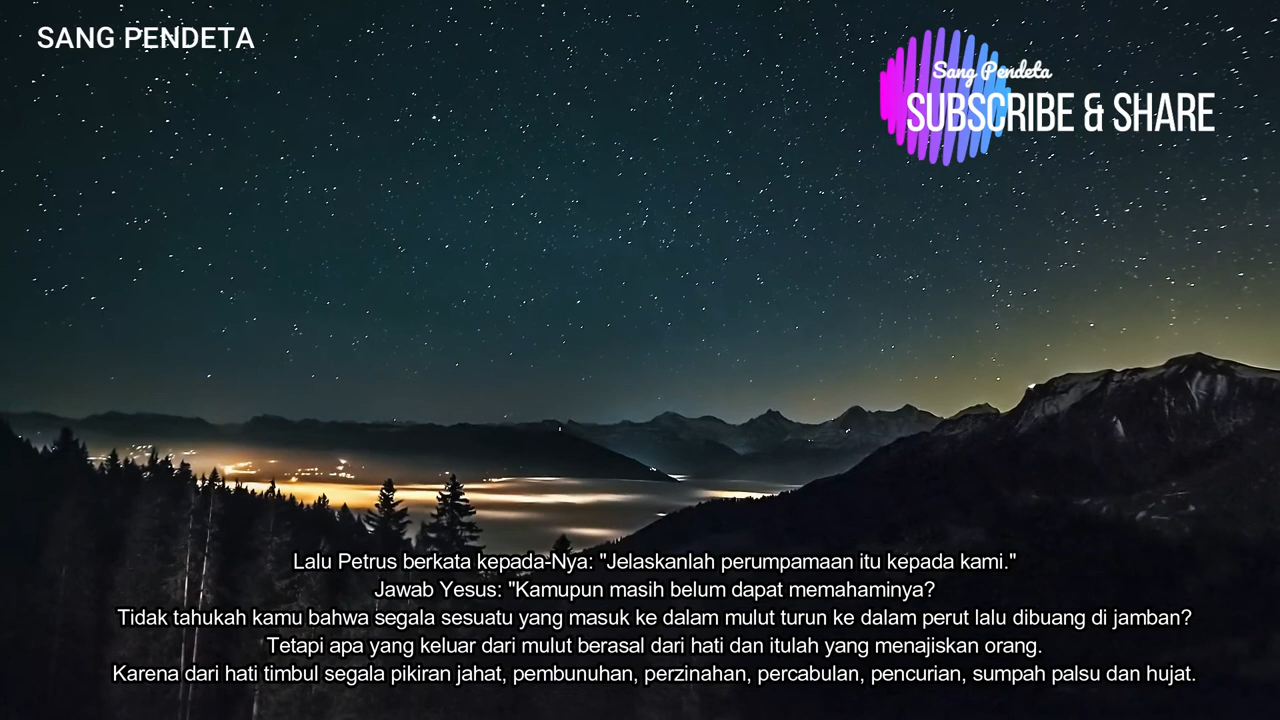 SANG PENDETA
Sang Pendeta
SUBSCRIBE & SHARE
Lalu Petrus berkata kepada-Nya: "Jelaskanlah perumpamaan itu kepada kami."
Jawab Yesus: "Kamupun masih belum dapat memahaminya?
Tidak tahukah kamu bahwa segala sesuatu yang masuk ke dalam mulut turun ke dalam perut lalu dibuang di jamban?
Tetapi apa yang keluar dari mulut berasal dari hati dan itulah yang menajiskan orang.
Karena dari hati timbul segala pikiran jahat, pembunuhan, perzinahan, percabulan, pencurian, sumpah palsu dan hujat.